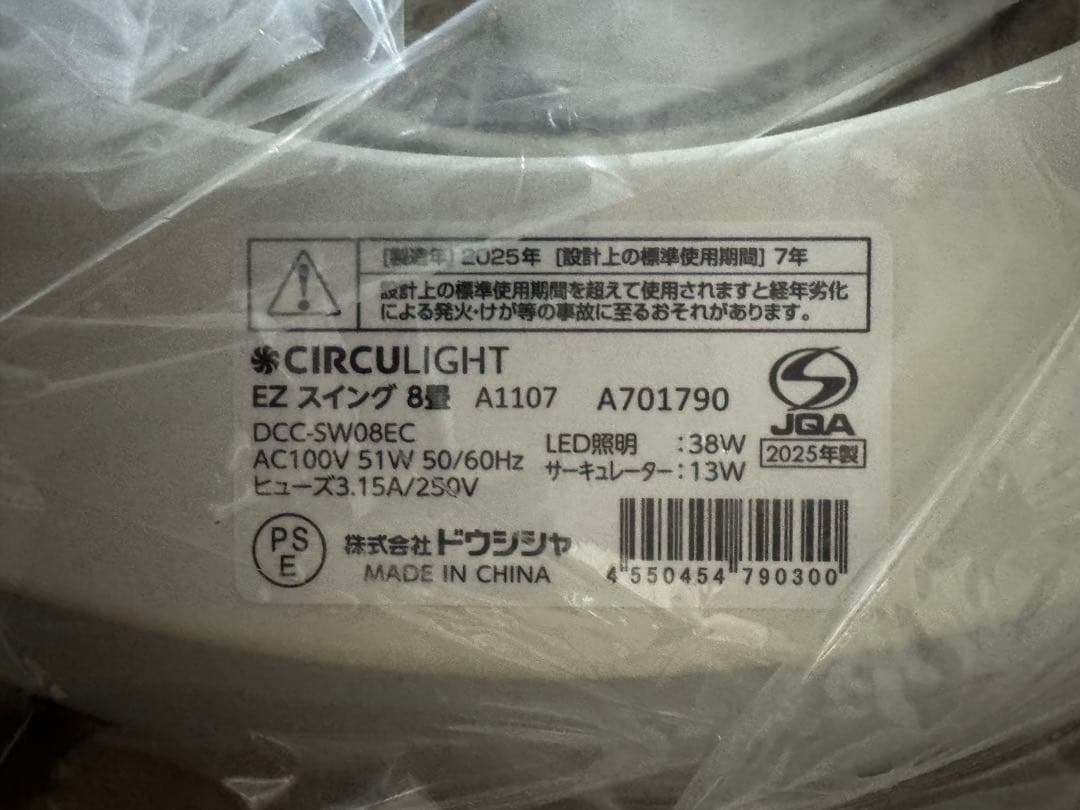 [製造年] 2025年 [設計上の標準使用期間] 7年
設計上の標準使用期間を超えて使用されますと経年劣化
による発火・けが等の事故に至るおそれがあります。
CIRCULIGHT
EZ スイング 8畳 A1107 A701790
DCC-SW08EC
AC100V 51W 50/60Hz
ヒューズ3.15A/250V
LED照明 :38W
サーキュレーター:13W
JQA
2025年製
PS
E
株式会社ドウシシャ
MADE IN CHINA
4 550454 790300